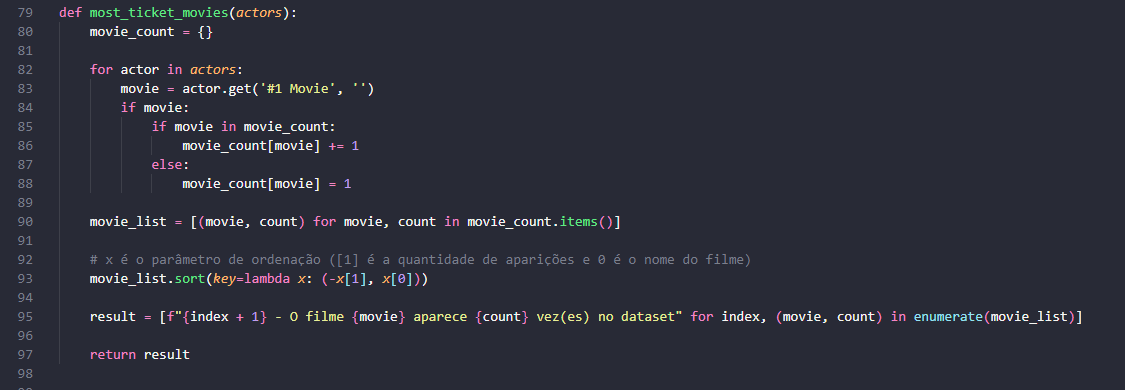 79 def most_ticket_movies(actors):
80     movie_count = {}
81
82     for actor in actors:
83         movie = actor.get('#1 Movie', '')
84         if movie:
85             if movie in movie_count:
86                 movie_count[movie] += 1
87             else:
88                 movie_count[movie] = 1
89
90     movie_list = [(movie, count) for movie, count in movie_count.items()]
91
92     # x é o parâmetro de ordenação ([1] é a quantidade de aparições e 0 é o nome do filme)
93     movie_list.sort(key=lambda x: (-x[1], x[0]))
94
95     result = [f"{index + 1} - O filme {movie} aparece {count} vez(es) no dataset" for index, (movie, count) in enumerate(movie_list)]
96
97     return result
98